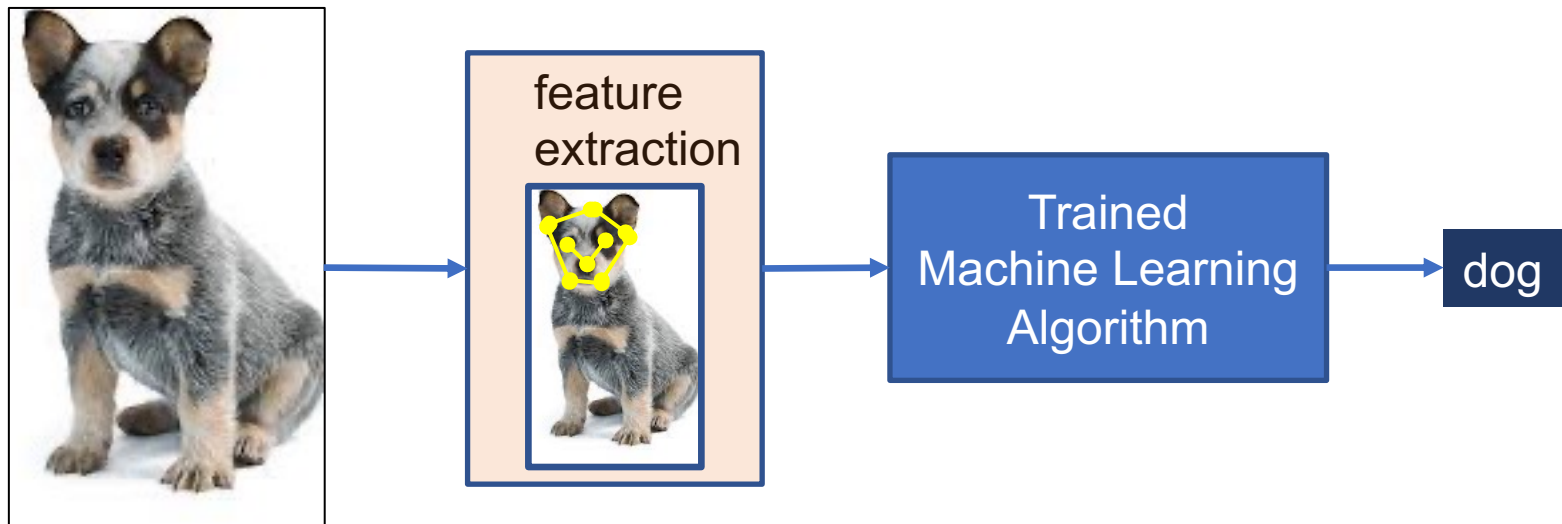 feature
extraction
Trained
Machine Learning
Algorithm
dog